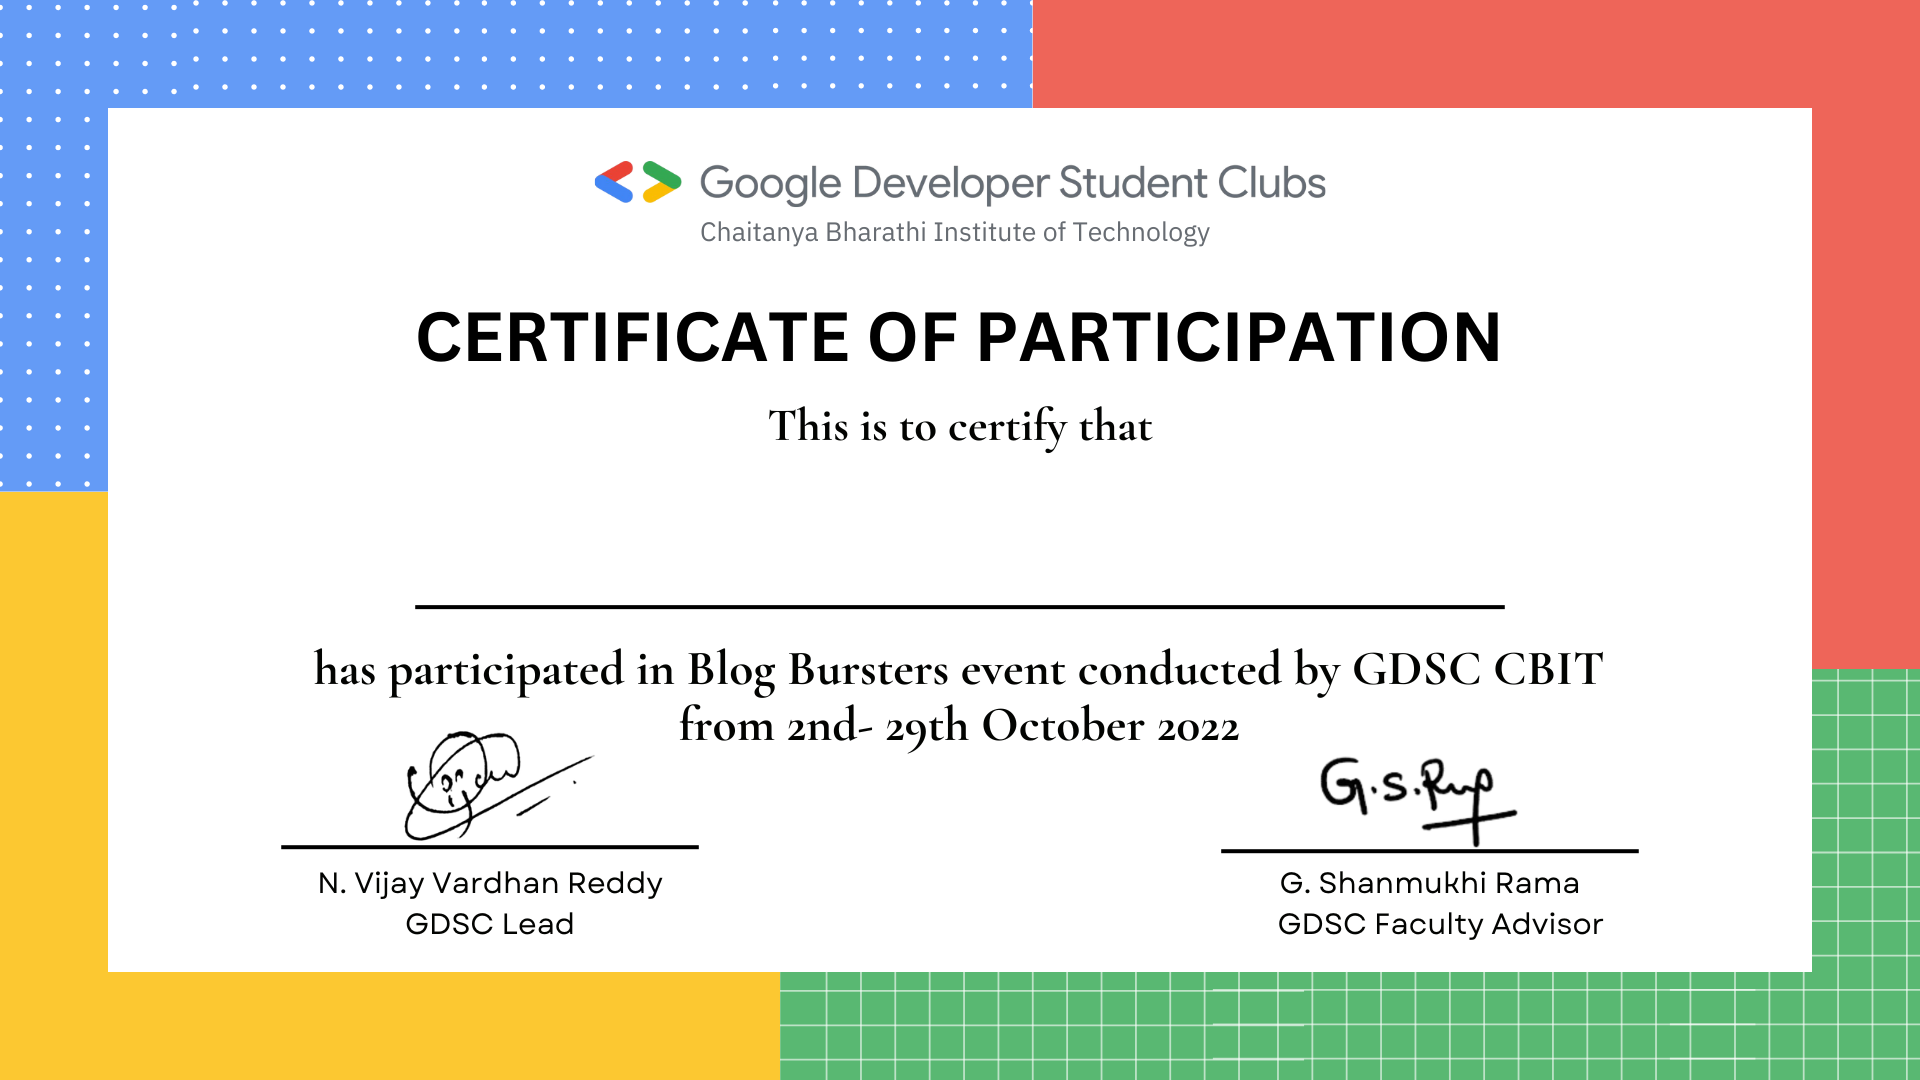 Google Developer Student Clubs
Chaitanya Bharathi Institute of Technology
CERTIFICATE OF PARTICIPATION
This is to certify that
has participated in Blog Bursters event conducted by GDSC CBIT
from 2nd- 29th October 2022
G.S.Rup
N. Vijay Vardhan Reddy
GDSC Lead
G. Shanmukhi Rama
GDSC Faculty Advisor